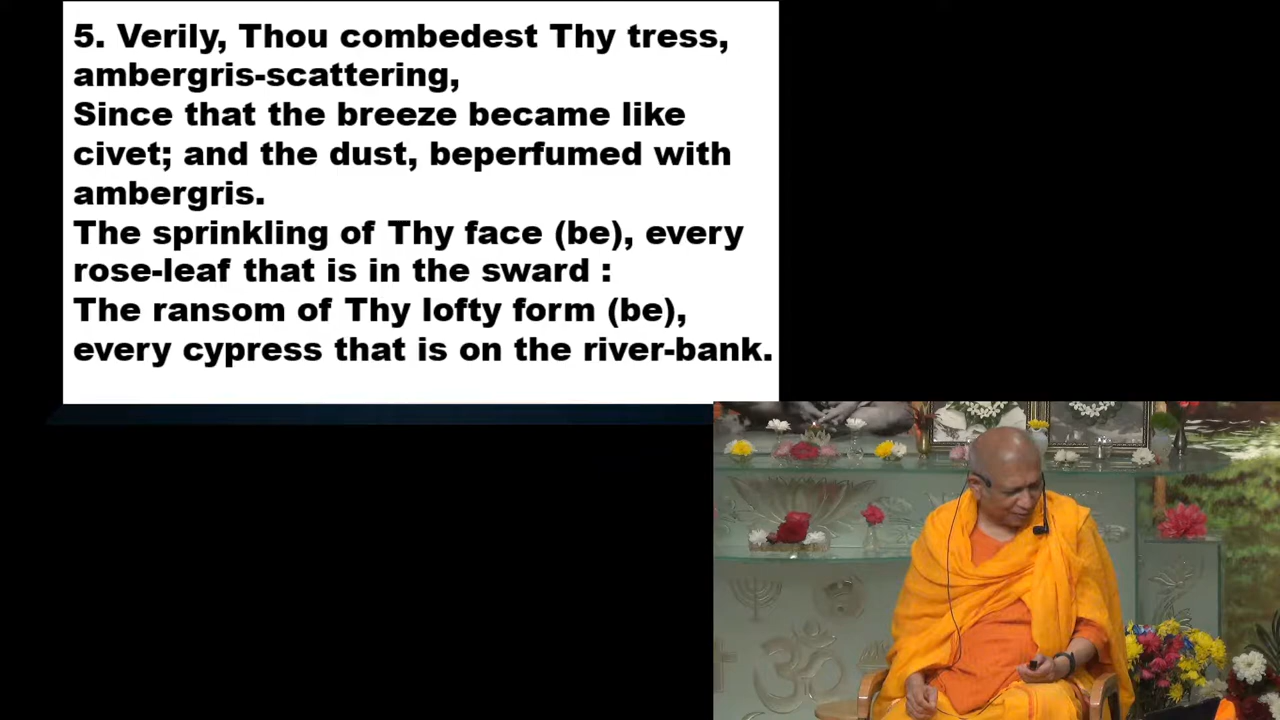 5. Verily, Thou combedest Thy tress,
ambergris-scattering,
Since that the breeze became like
civet; and the dust, beperfumed with
ambergris.
The sprinkling of Thy face (be), every
rose-leaf that is in the sward :
The ransom of Thy lofty form (be),
every cypress that is on the river-bank.